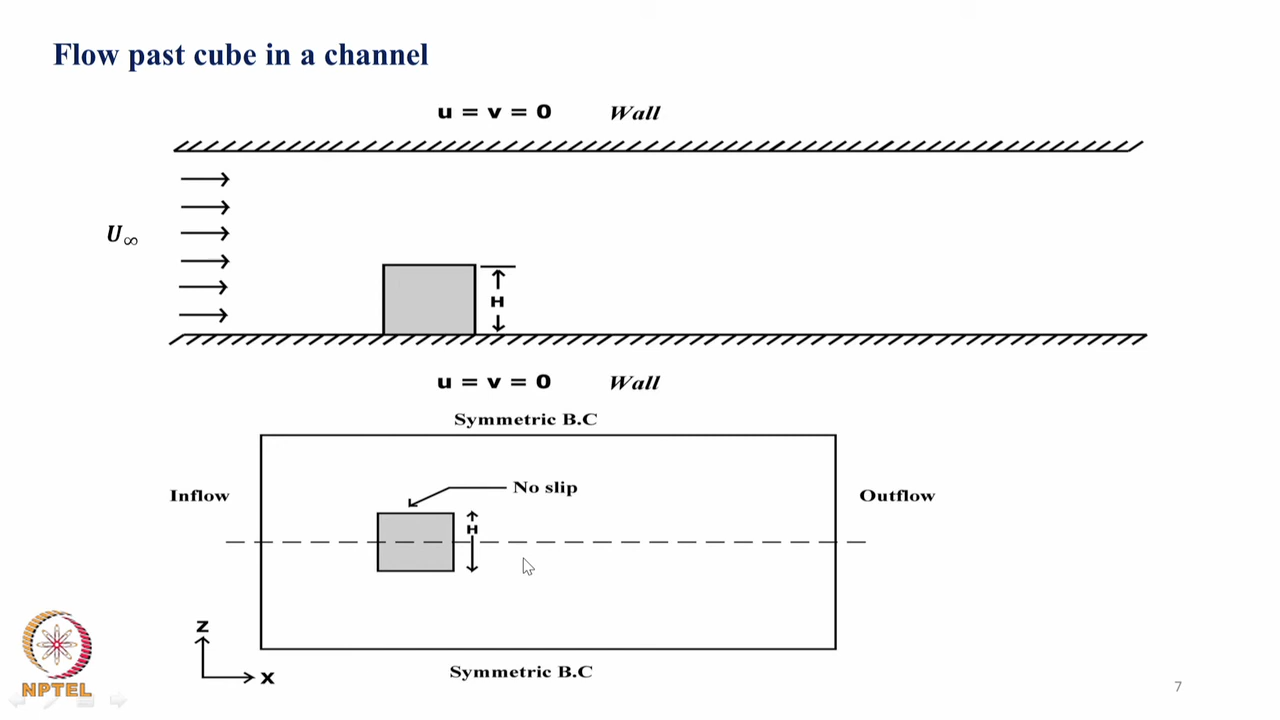 Flow past cube in a channel
u = v = 0 Wall
U∞
H
u = v = 0 Wall
Symmetric B.C
No slip
Inflow
Outflow
H
Z
X
Symmetric B.C
NPTEL
7